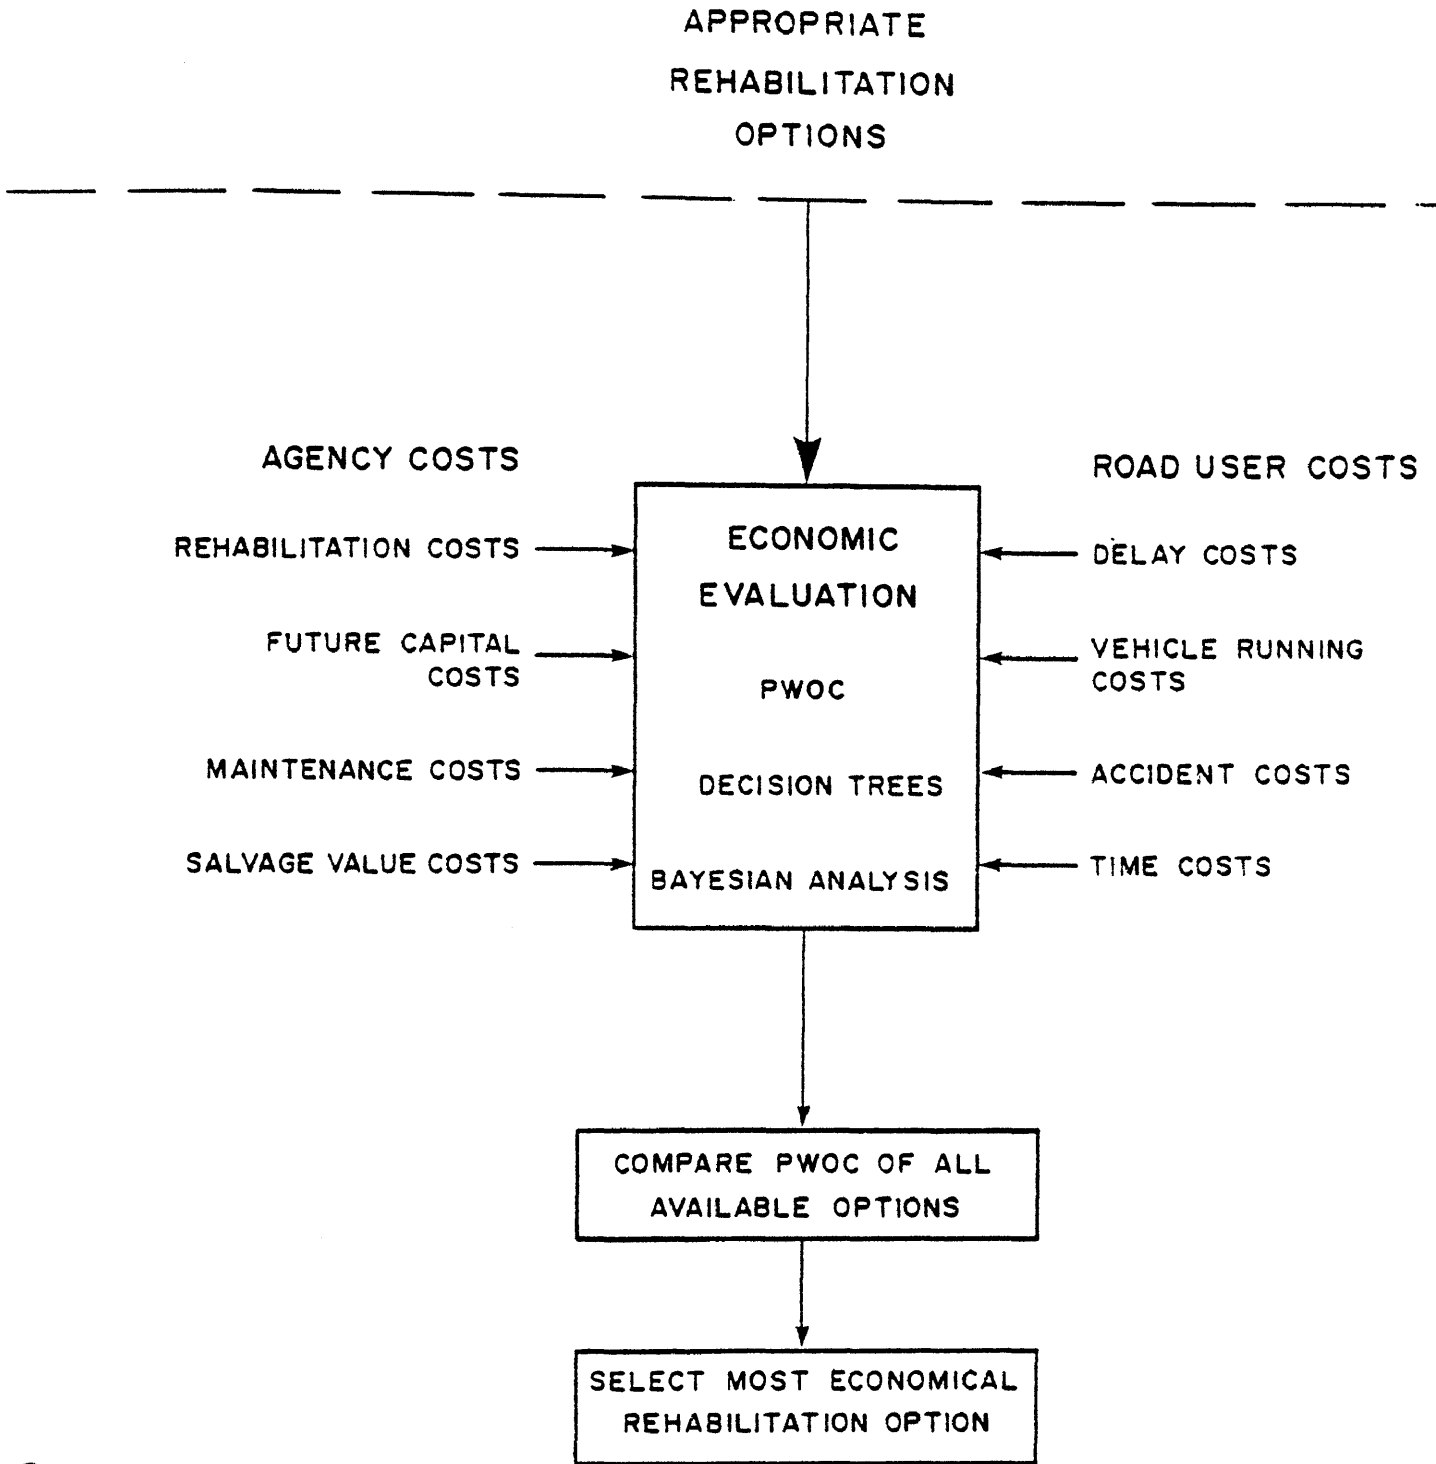 APPROPRIATE
REHABILITATION
OPTIONS
AGENCY COSTS
REHABILITATION COSTS
FUTURE CAPITAL
COSTS
MAINTENANCE COSTS
SALVAGE VALUE COSTS
ECONOMIC
EVALUATION
PWOC
DECISION TREES
BAYESIAN ANALYSIS
ROAD USER COSTS
DELAY COSTS
VEHICLE RUNNING
COSTS
ACCIDENT COSTS
TIME COSTS
COMPARE PWOC OF ALL
AVAILABLE OPTIONS
SELECT MOST ECONOMICAL
REHABILITATION OPTION